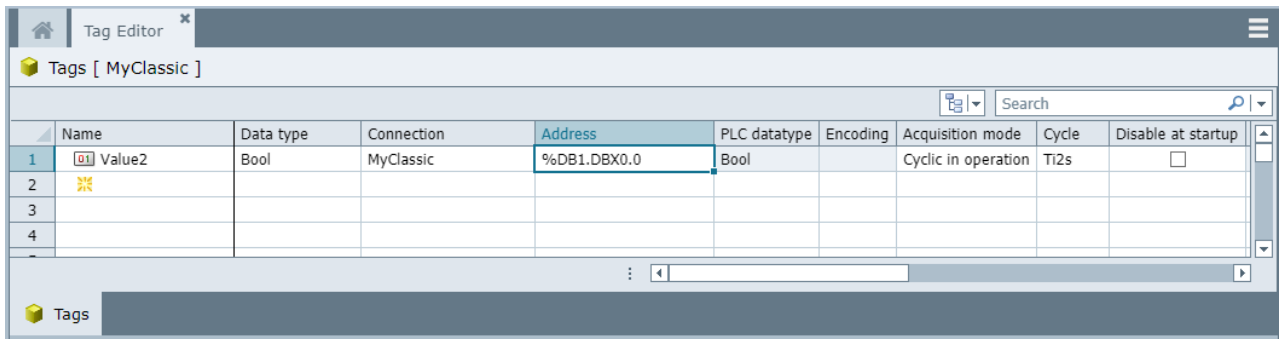 Tag Editor
Tags [ MyClassic ]
Search
Name Data type Connection Address PLC datatype Encoding Acquisition mode Cycle Disable at startup
1 01 Value2 Bool MyClassic %DB1.DBX0.0 Bool Cyclic in operation Ti2s
2
3
4
Tags